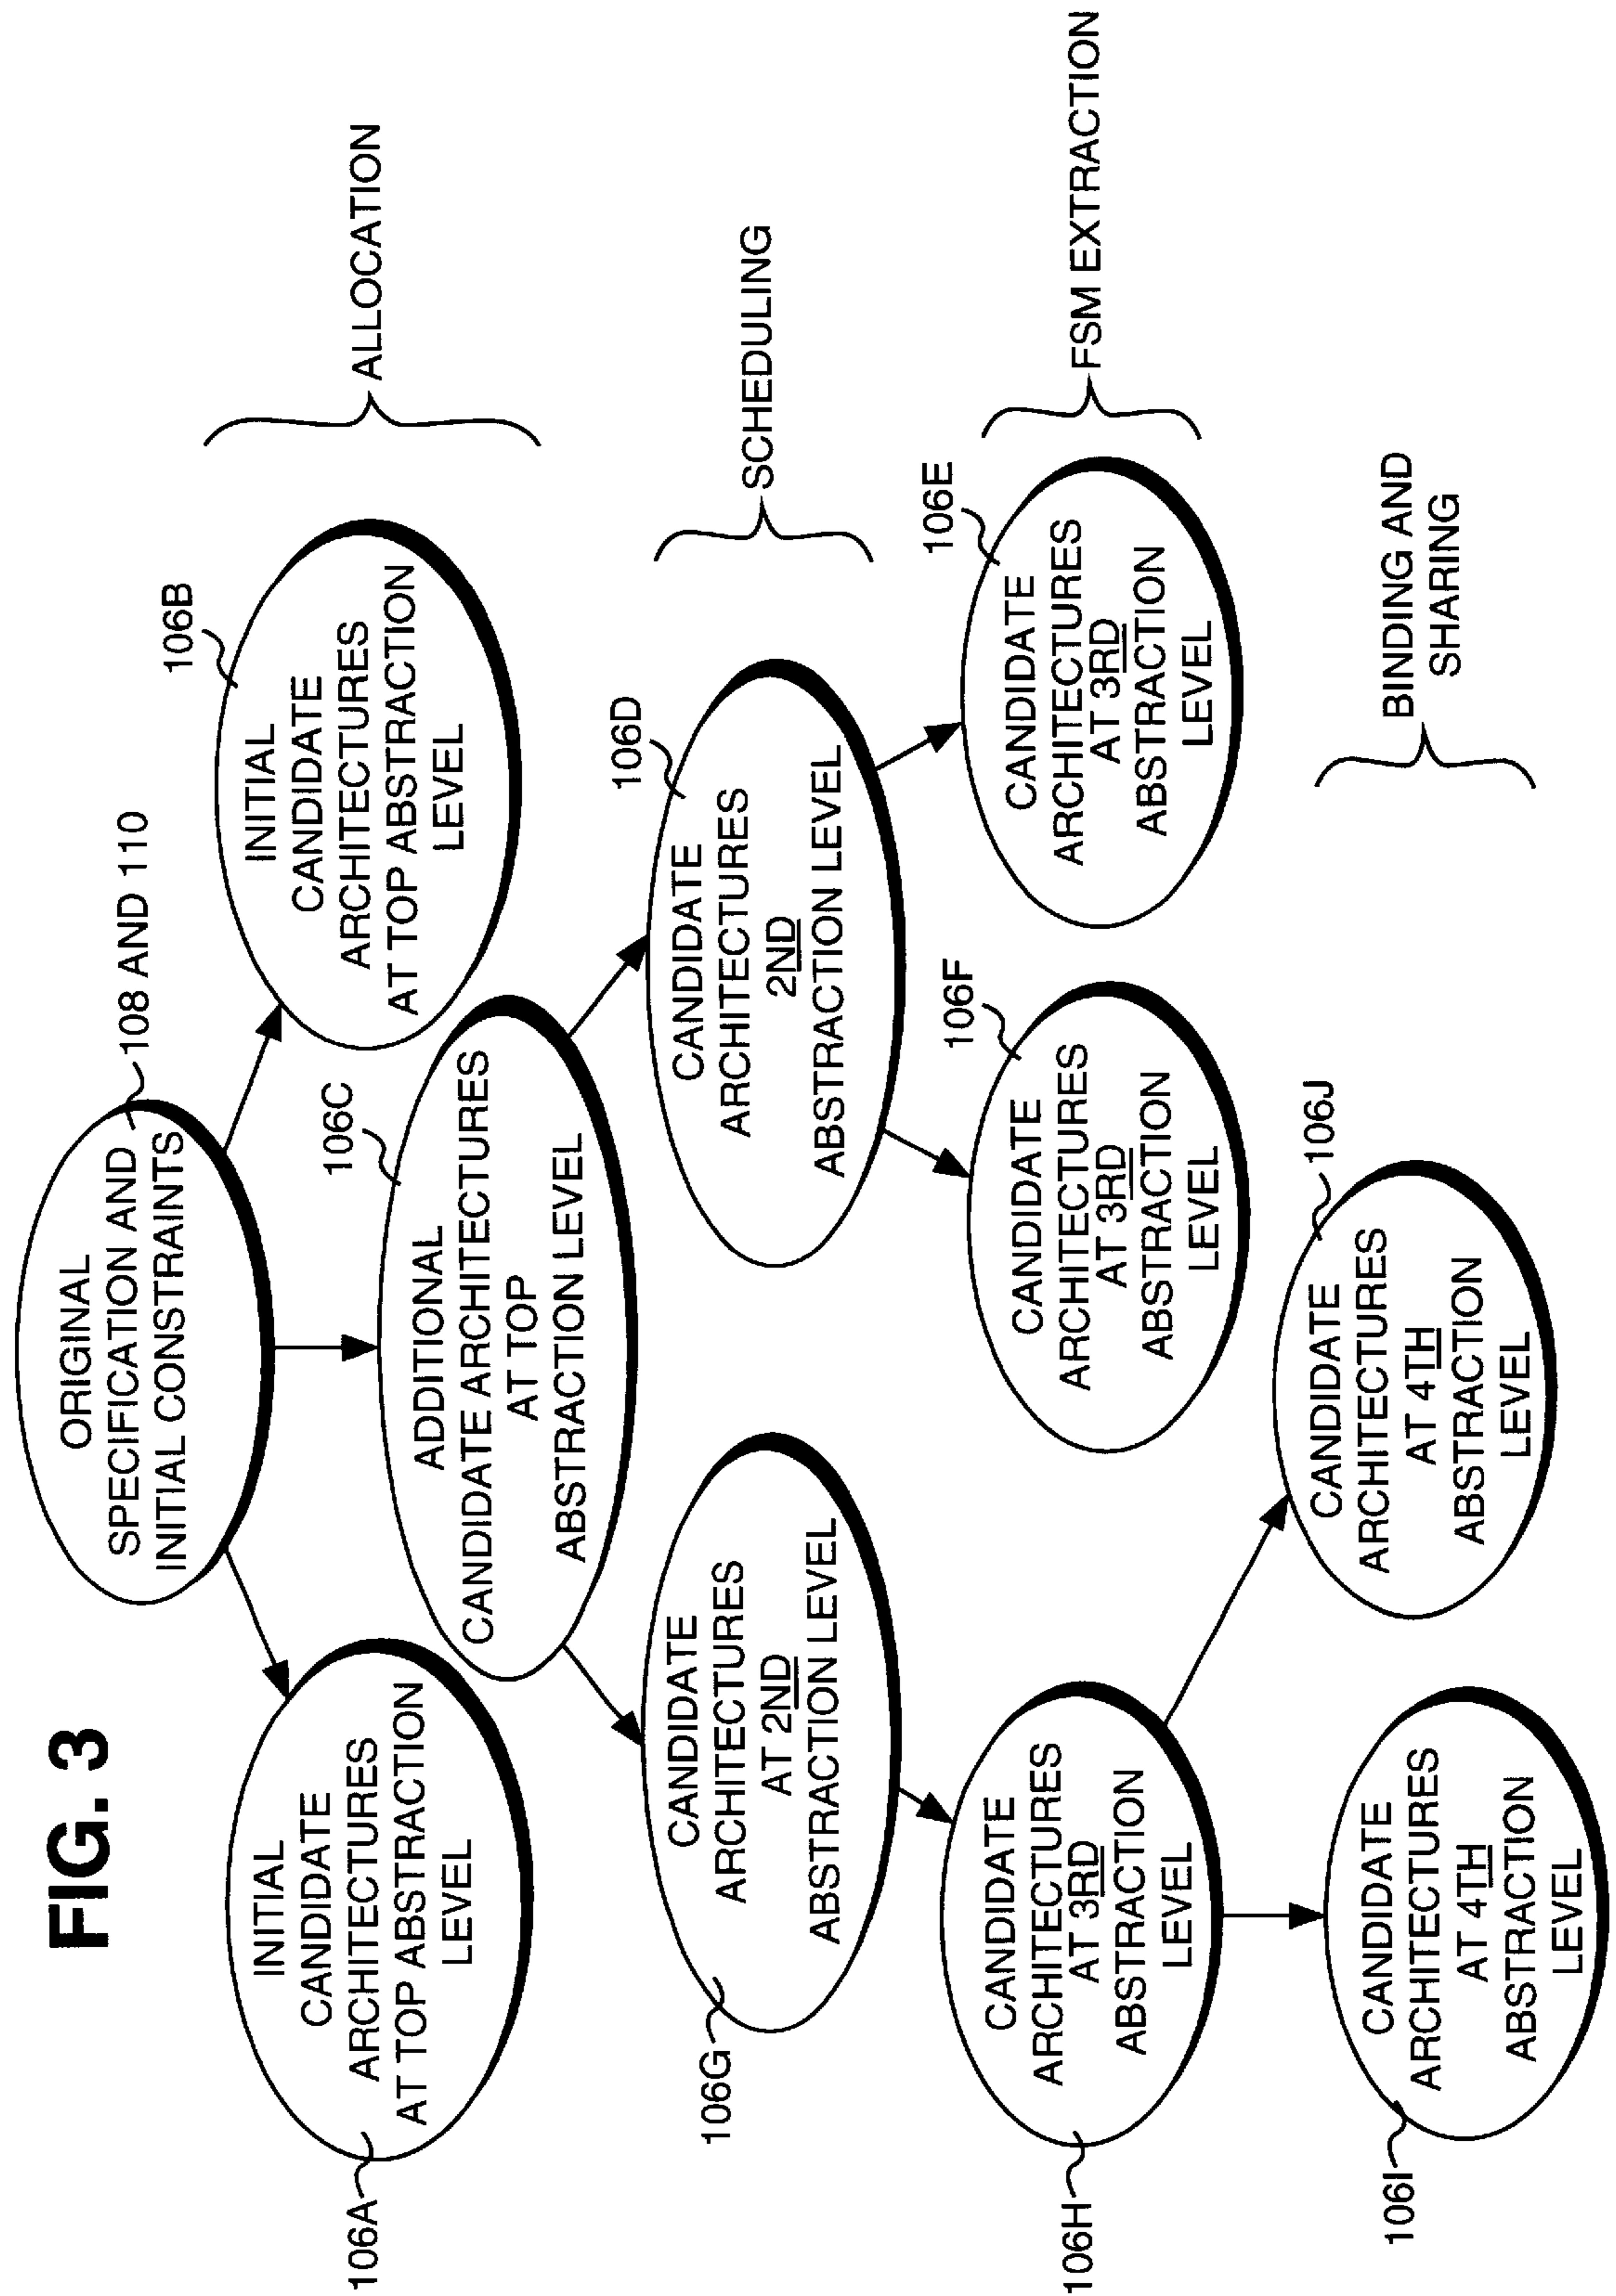 FIG. 3
ORIGINAL
SPECIFICATION AND
INITIAL CONSTRAINTS
108 AND 110
106A
INITIAL
CANDIDATE
ARCHITECTURES
AT TOP ABSTRACTION
LEVEL
106C
ADDITIONAL
CANDIDATE ARCHITECTURES
AT TOP
ABSTRACTION LEVEL
106B
INITIAL
CANDIDATE
ARCHITECTURES
AT TOP ABSTRACTION
LEVEL
ALLOCATION
106G
CANDIDATE
ARCHITECTURES
AT 2ND
ABSTRACTION LEVEL
106D
CANDIDATE
ARCHITECTURES
2ND
ABSTRACTION LEVEL
SCHEDULING
106H
CANDIDATE
ARCHITECTURES
AT 3RD
ABSTRACTION
LEVEL
106F
CANDIDATE
ARCHITECTURES
AT 3RD
ABSTRACTION
LEVEL
106E
CANDIDATE
ARCHITECTURES
AT 3RD
ABSTRACTION
LEVEL
FSM EXTRACTION
106I
CANDIDATE
ARCHITECTURES
AT 4TH
ABSTRACTION
LEVEL
106J
CANDIDATE
ARCHITECTURES
AT 4TH
ABSTRACTION
LEVEL
BINDING AND
SHARING